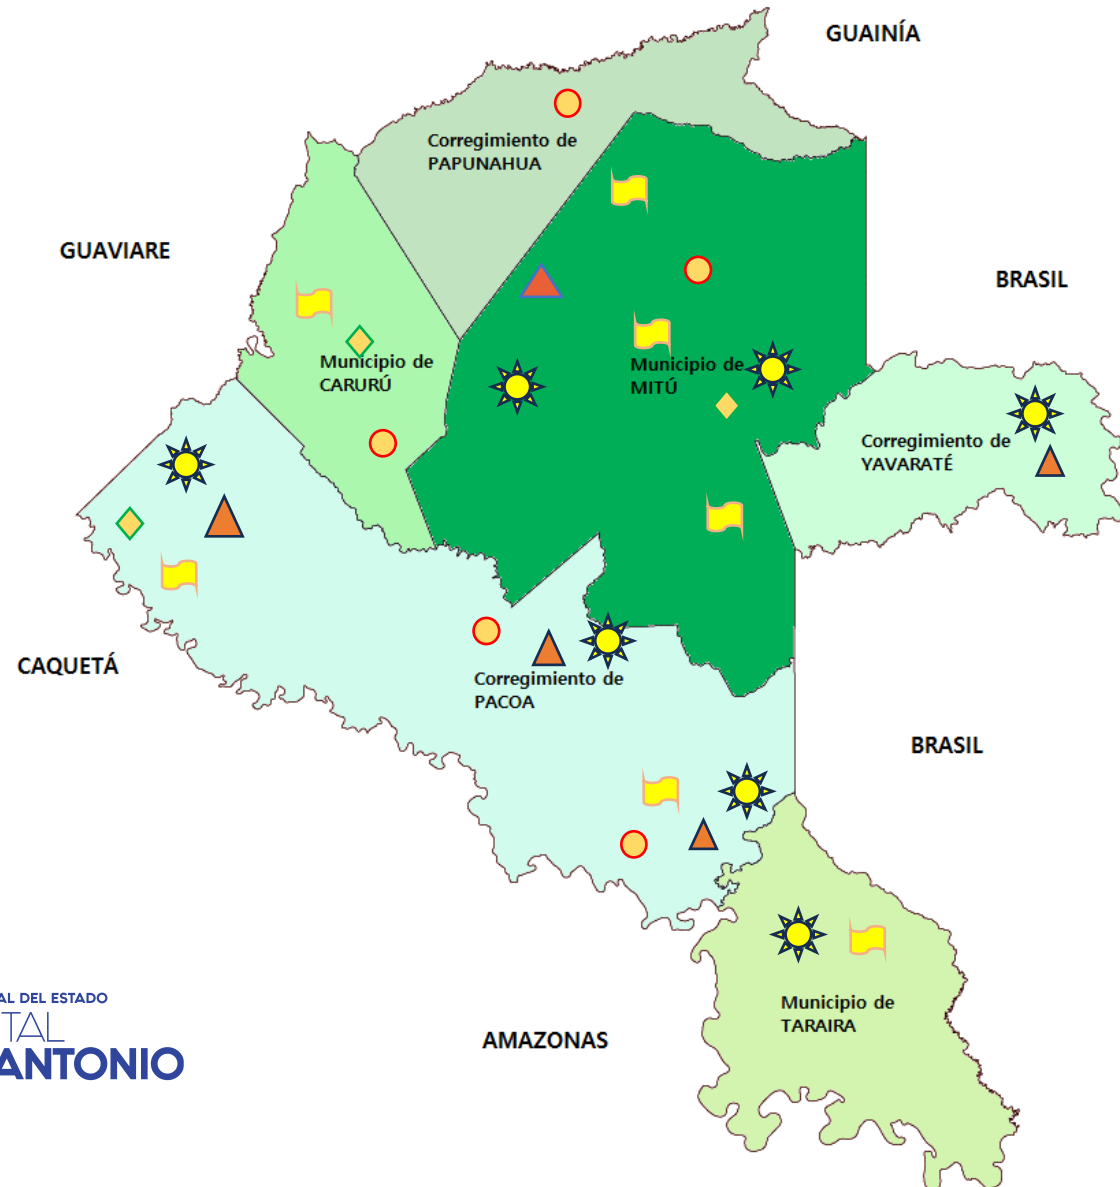 GUAINÍA
Corregimiento de
PAPUNAHUA
GUAVIARE
BRASIL
Municipio de
CARURÚ
Municipio de
MITÚ
Corregimiento de
YAVARATÉ
CAQUETÁ
Corregimiento de
PACOA
BRASIL
Municipio de
TARAIRA
AMAZONAS
AL DEL ESTADO
TAL
ANTONIO